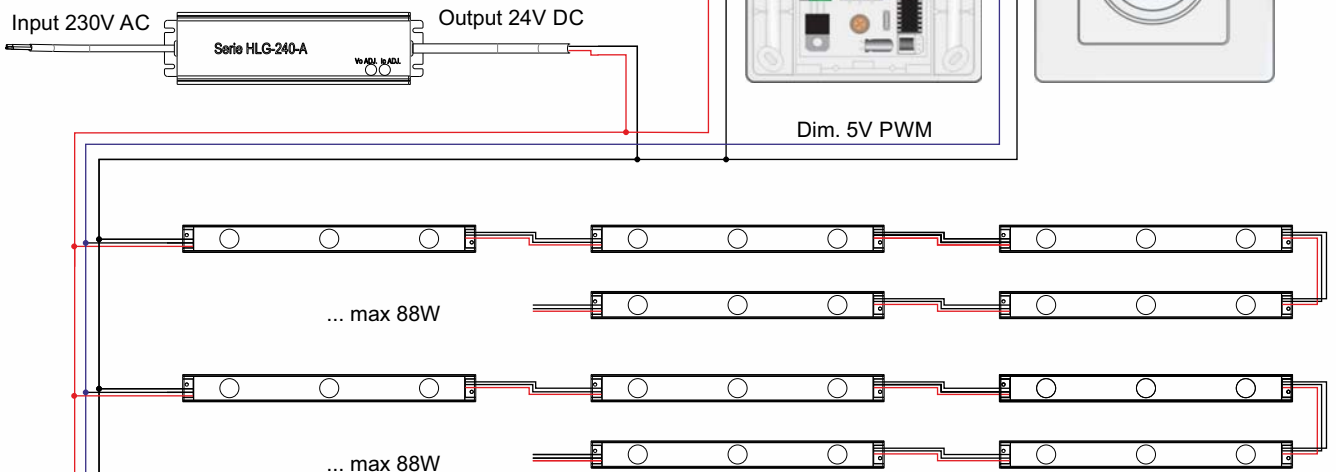 Input 230V AC
Output 24V DC
Serie HLG-240-A
Vo ADJ. Io ADJ.
Dim. 5V PWM
... max 88W
... max 88W